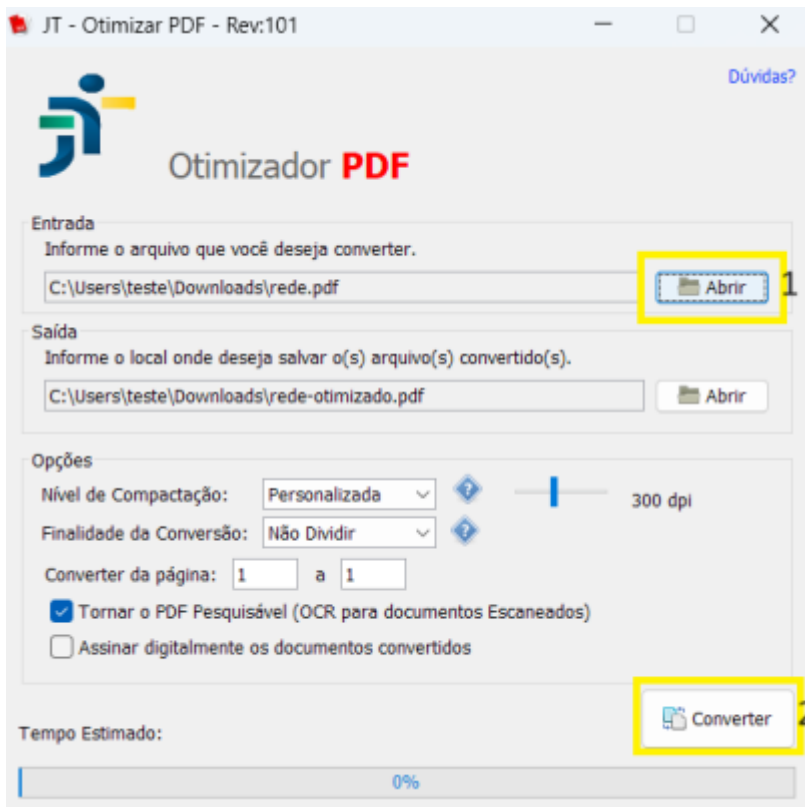 JT - Otimizar PDF - Rev:101
Dúvidas?
Otimizador PDF
Entrada
Informe o arquivo que você deseja converter.
C:\Users\teste\Downloads\rede.pdf Abrir 1
Saída
Informe o local onde deseja salvar o(s) arquivo(s) convertido(s).
C:\Users\teste\Downloads\rede-otimizado.pdf Abrir
Opções
Nível de Compactação: Personalizada ? 300 dpi
Finalidade da Conversão: Não Dividir ?
Converter da página: 1 a 1
Tornar o PDF Pesquisável (OCR para documentos Escaneados)
Assinar digitalmente os documentos convertidos
Converter 2
Tempo Estimado:
0%